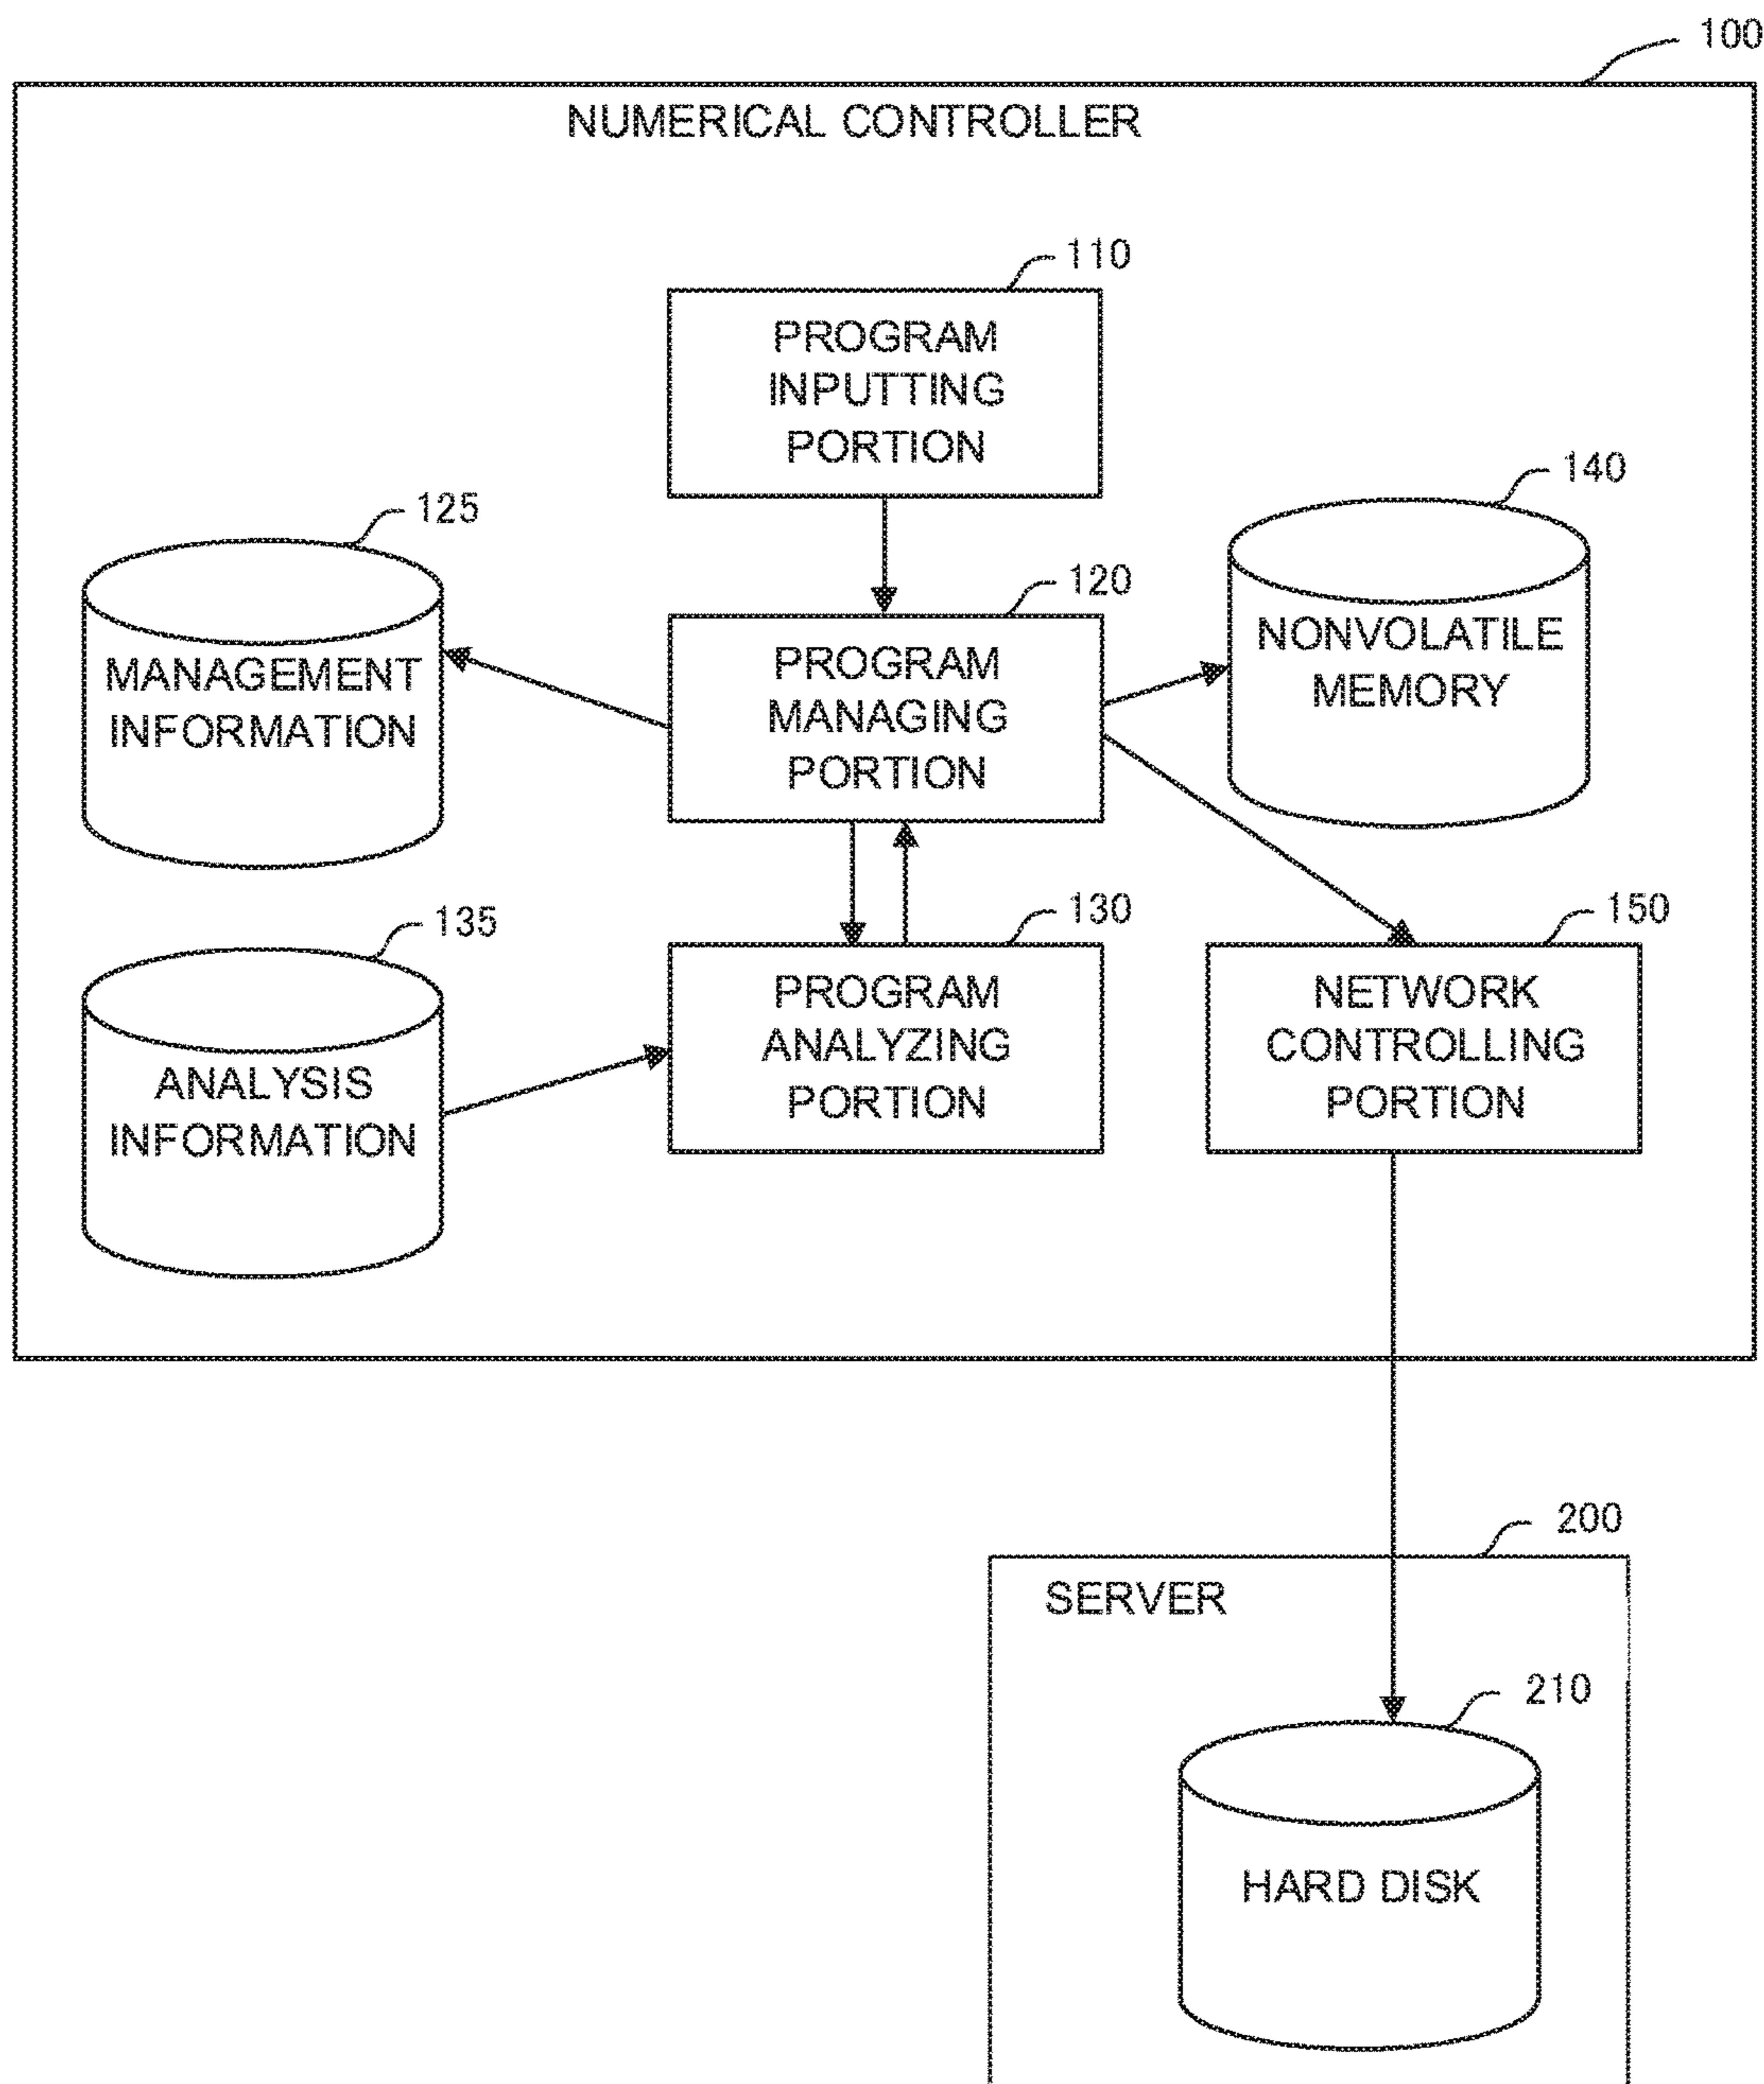 100
NUMERICAL CONTROLLER
110
PROGRAM
INPUTTING
PORTION
125
MANAGEMENT
INFORMATION
120
PROGRAM
MANAGING
PORTION
140
NONVOLATILE
MEMORY
135
ANALYSIS
INFORMATION
130
PROGRAM
ANALYZING
PORTION
150
NETWORK
CONTROLLING
PORTION
200
SERVER
210
HARD DISK